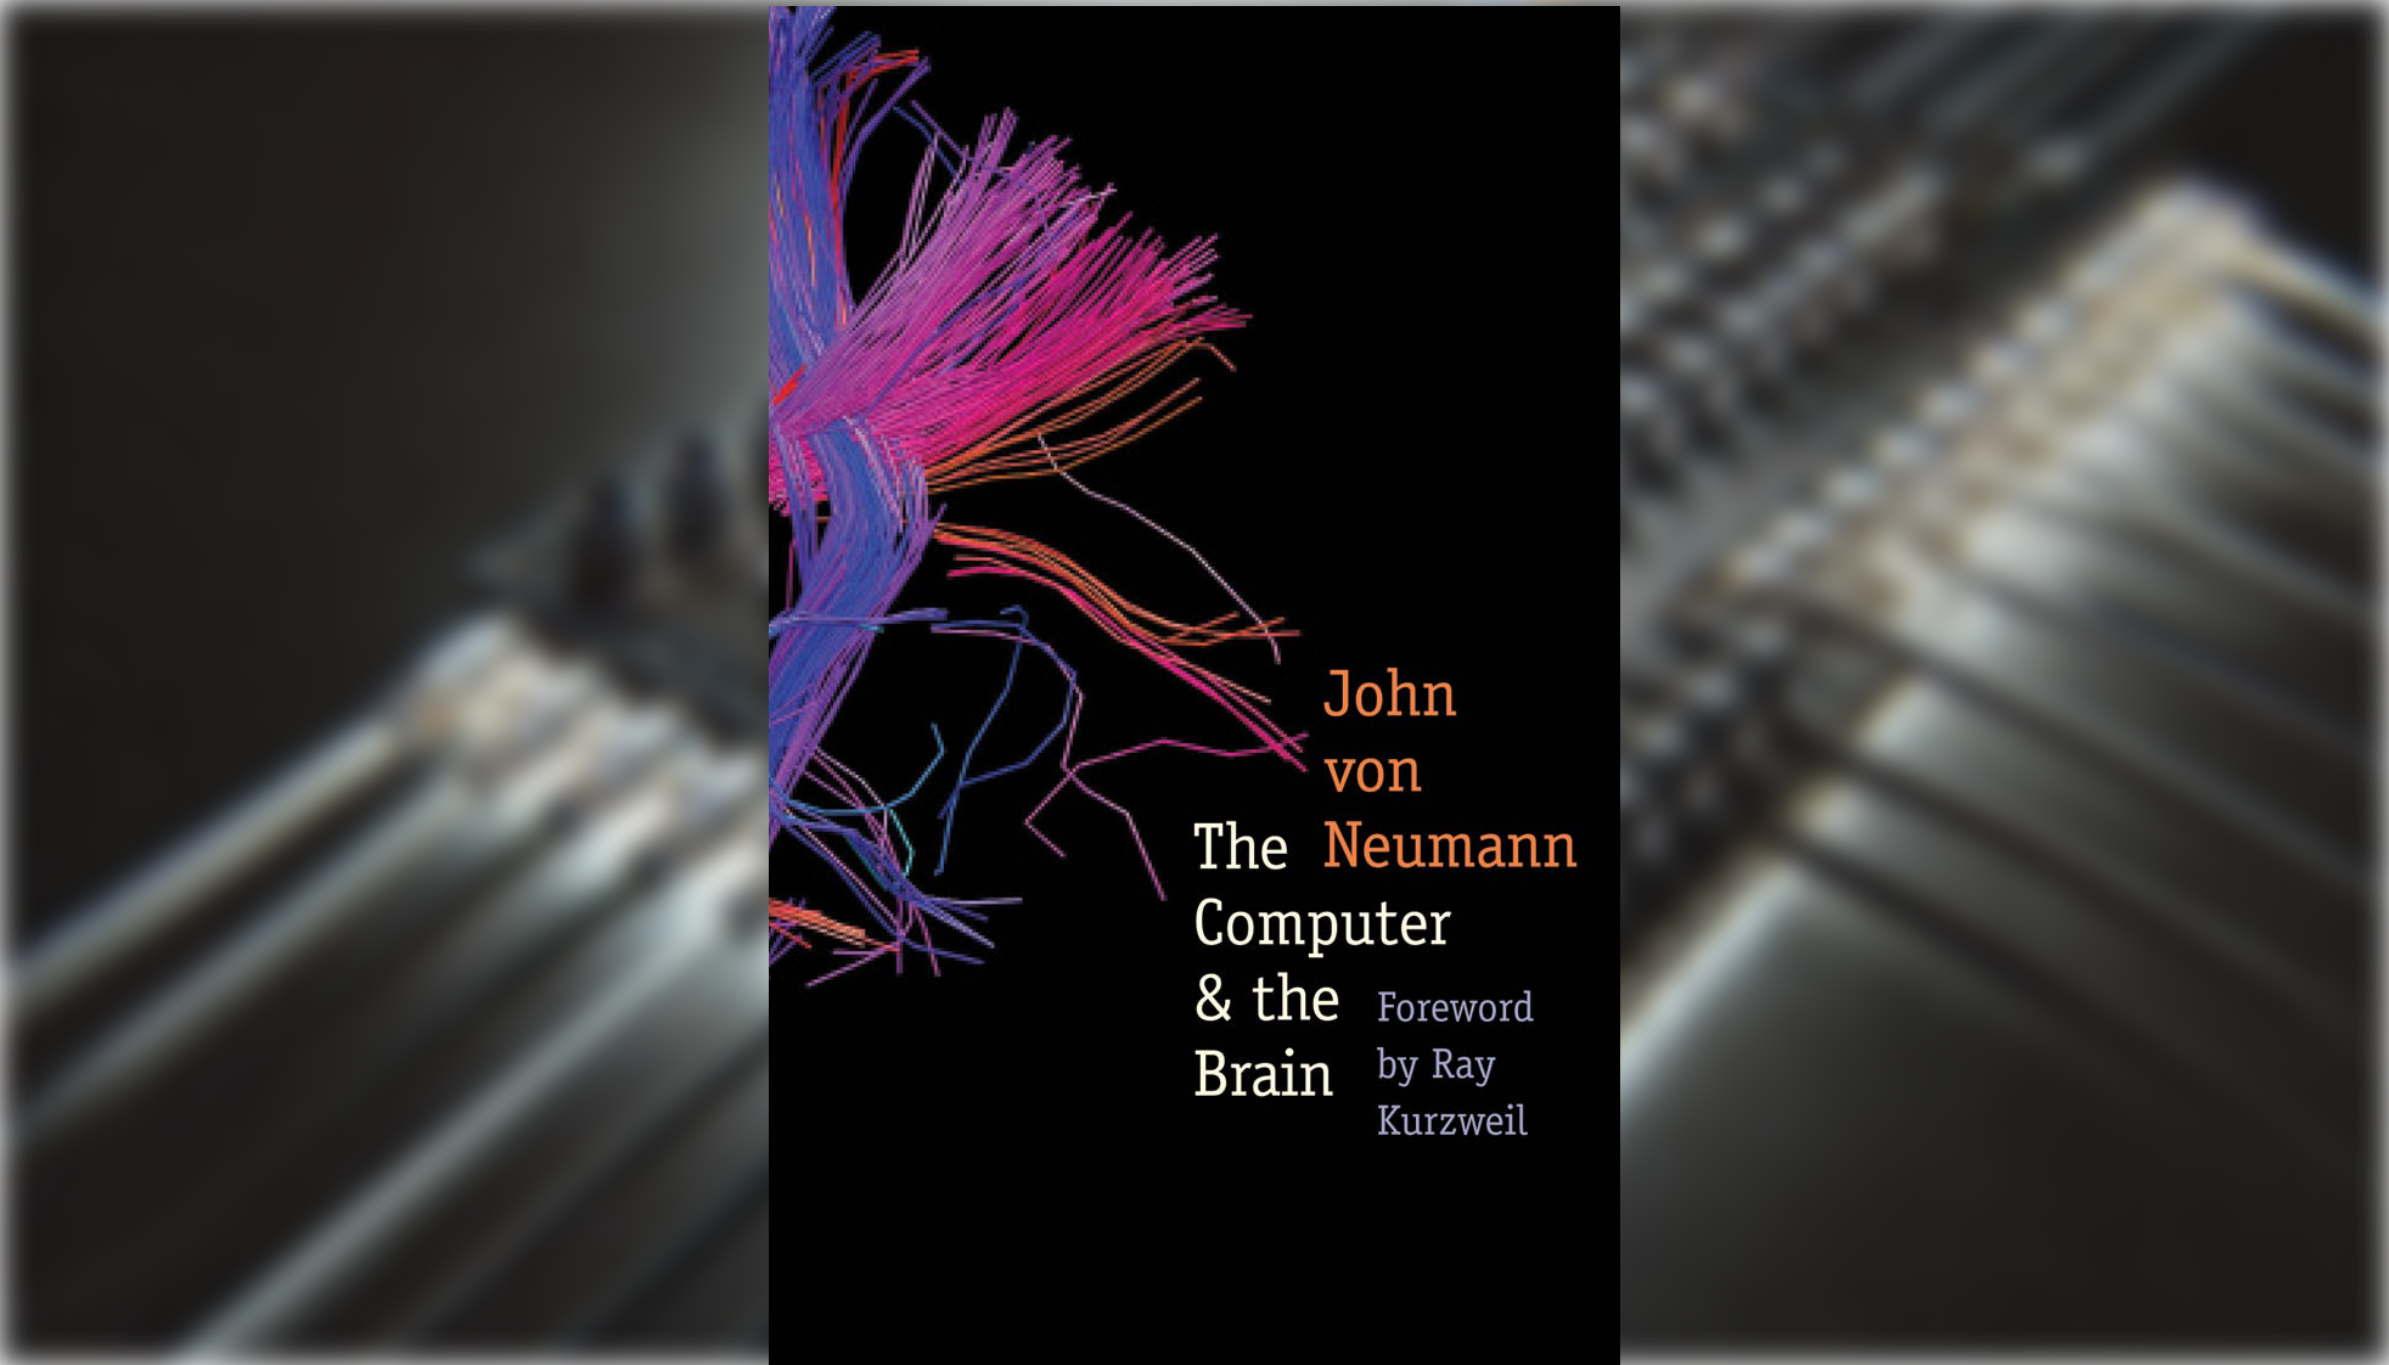 John
von
Neumann
The
Computer
& the
Brain
Foreword
by Ray
Kurzweil